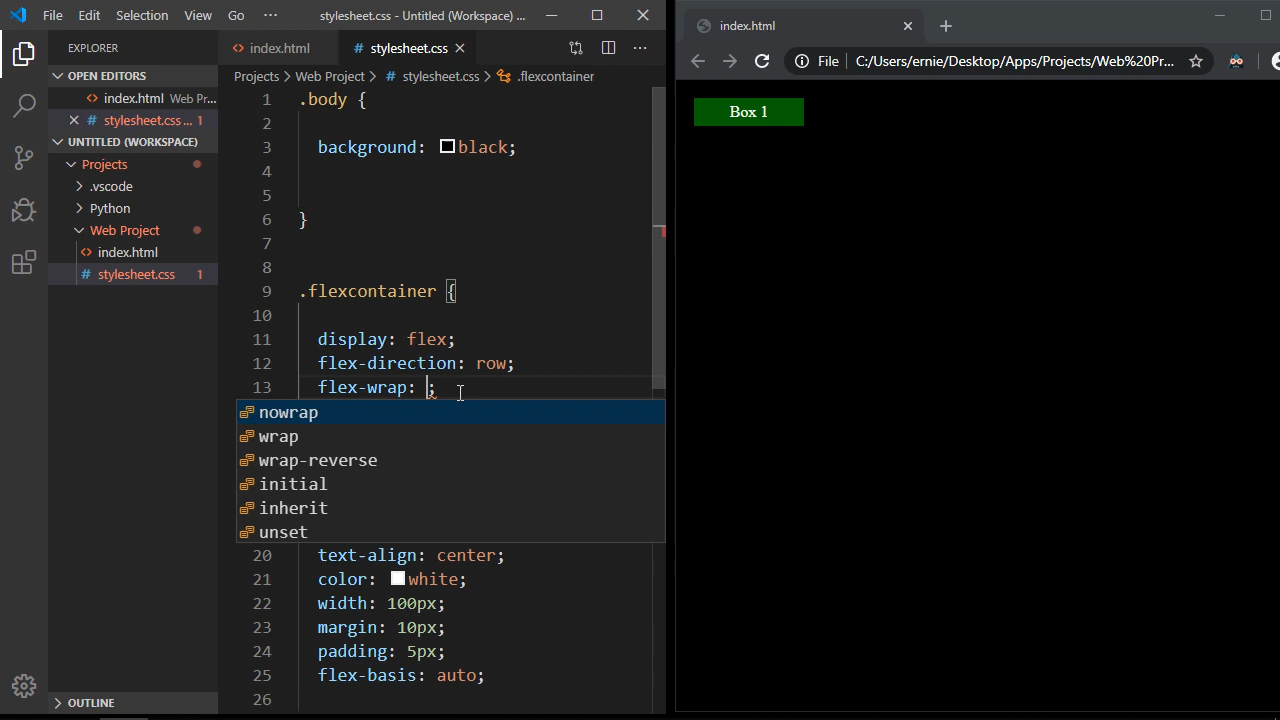 File Edit Selection View Go ··· stylesheet.css - Untitled (Workspace) ...
EXPLORER
OPEN EDITORS
index.html Web Pr...
stylesheet.css ... 1
UNTITLED (WORKSPACE)
Projects
.vscode
Python
Web Project
index.html
stylesheet.css 1
OUTLINE
index.html
# stylesheet.css
Projects > Web Project > # stylesheet.css > .flexcontainer
1 .body {
2
3 background: black;
4
5
6 }
7
8
9 .flexcontainer {
10
11 display: flex;
12 flex-direction: row;
13 flex-wrap: ;
nowrap
wrap
wrap-reverse
initial
inherit
unset
20 text-align: center;
21 color: white;
22 width: 100px;
23 margin: 10px;
24 padding: 5px;
25 flex-basis: auto;
26
index.html
File C:/Users/ernie/Desktop/Apps/Projects/Web%20Pr...
Box 1